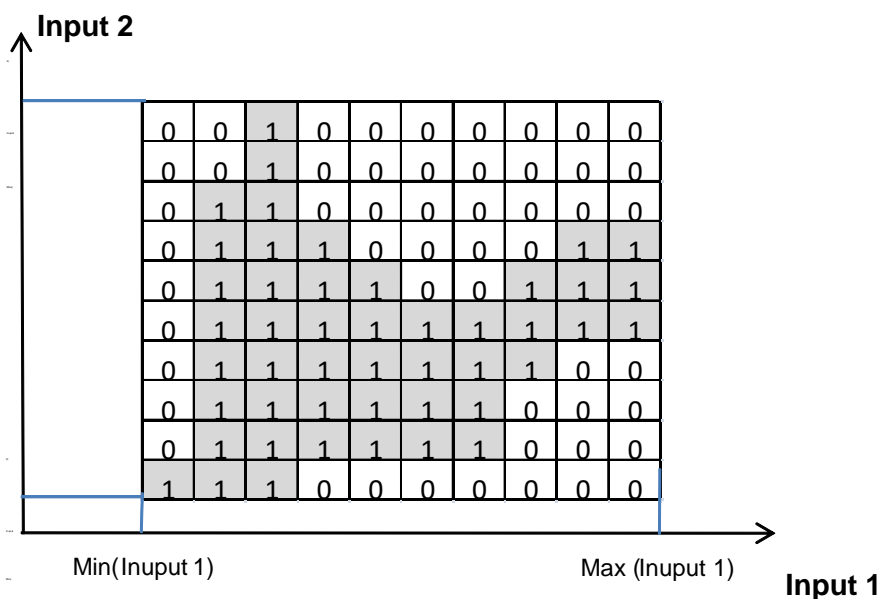 Input 2
0 0 1 0 0 0 0 0 0 0
0 0 1 0 0 0 0 0 0 0
0 1 1 0 0 0 0 0 0 0
0 1 1 1 0 0 0 0 1 1
0 1 1 1 1 0 0 1 1 1
0 1 1 1 1 1 1 1 1 1
0 1 1 1 1 1 1 1 0 0
0 1 1 1 1 1 1 0 0 0
0 1 1 1 1 1 1 0 0 0
1 1 1 0 0 0 0 0 0 0
Min(Inuput 1)
Max (Inuput 1)
Input 1